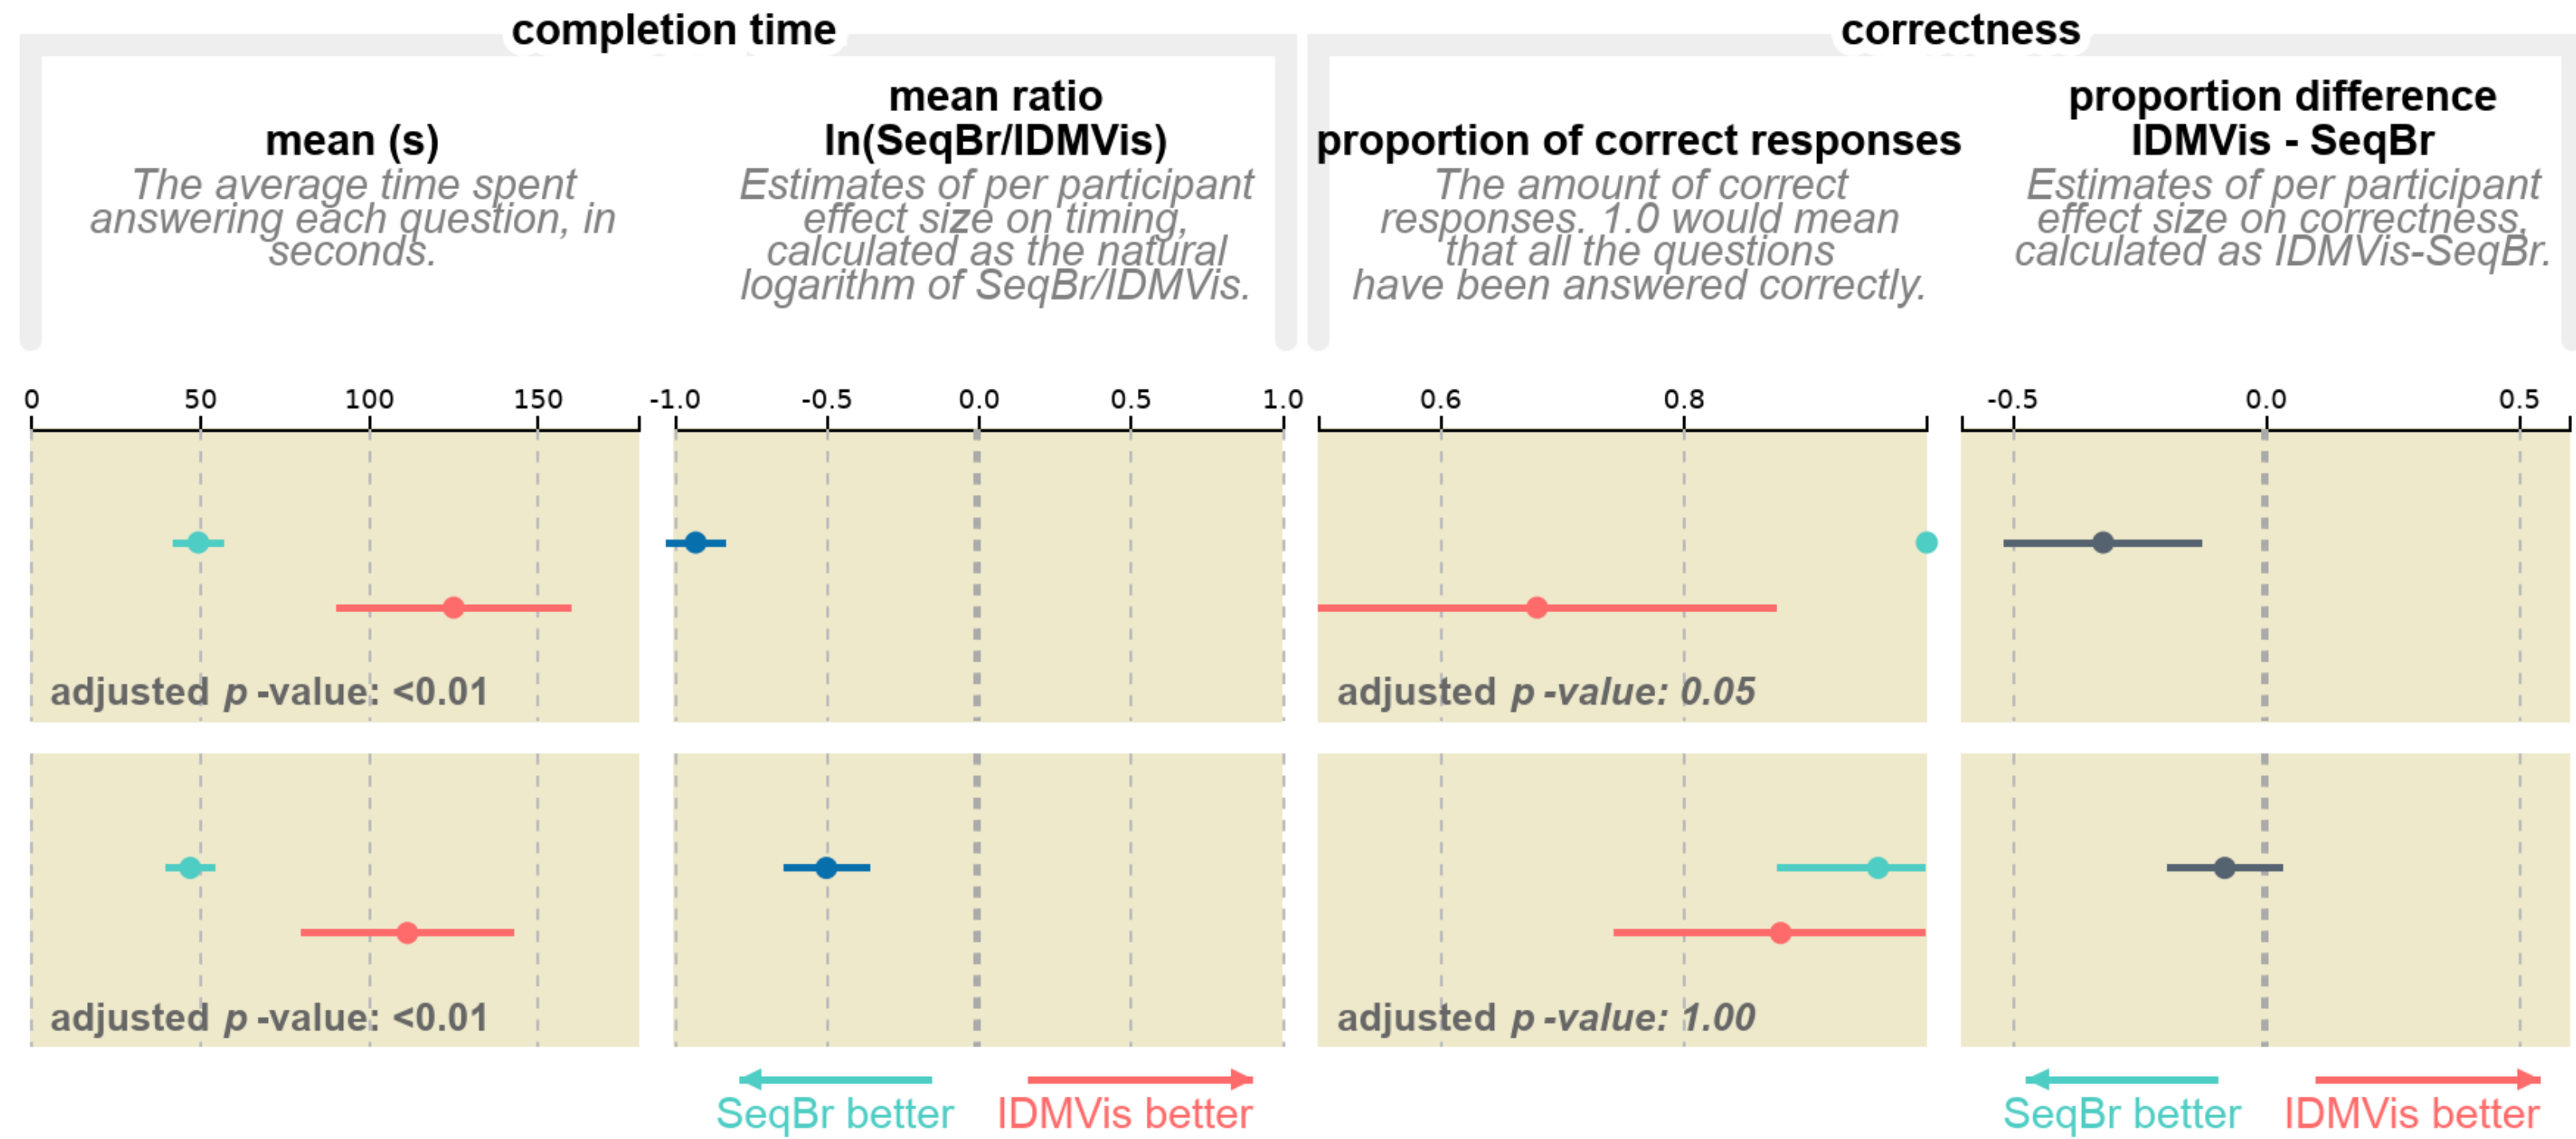 completion time
correctness
mean (s)
The average time spent
answering each question, in
seconds.
mean ratio
ln(SeqBr/IDMVis)
Estimates of per participant
effect size on timing,
calculated as the natural
logarithm of SeqBr/IDMVis.
proportion of correct responses
The amount of correct
responses. 1.0 would mean
that all the questions
have been answered correctly.
proportion difference
IDMVis - SeqBr
Estimates of per participant
effect size on correctness,
calculated as IDMVis-SeqBr.
0 50 100 150
-1.0 -0.5 0.0 0.5 1.0
0.6 0.8
-0.5 0.0 0.5
adjusted p -value: <0.01
adjusted p -value: 0.05
adjusted p -value: <0.01
adjusted p -value: 1.00
SeqBr better
IDMVis better
SeqBr better
IDMVis better